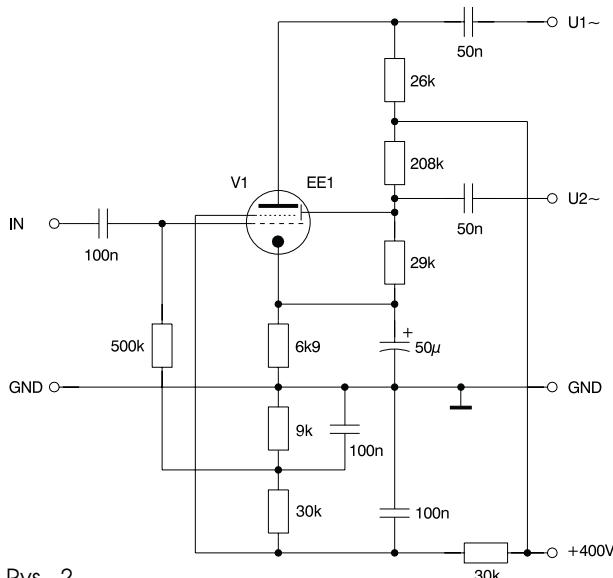 U1~
50n
26k
208k
V1
EE1
U2~
50n
IN
100n
29k
500k
6k9
+
50µ
GND
GND
9k
100n
30k
100n
+400V
30k
Rys. 2